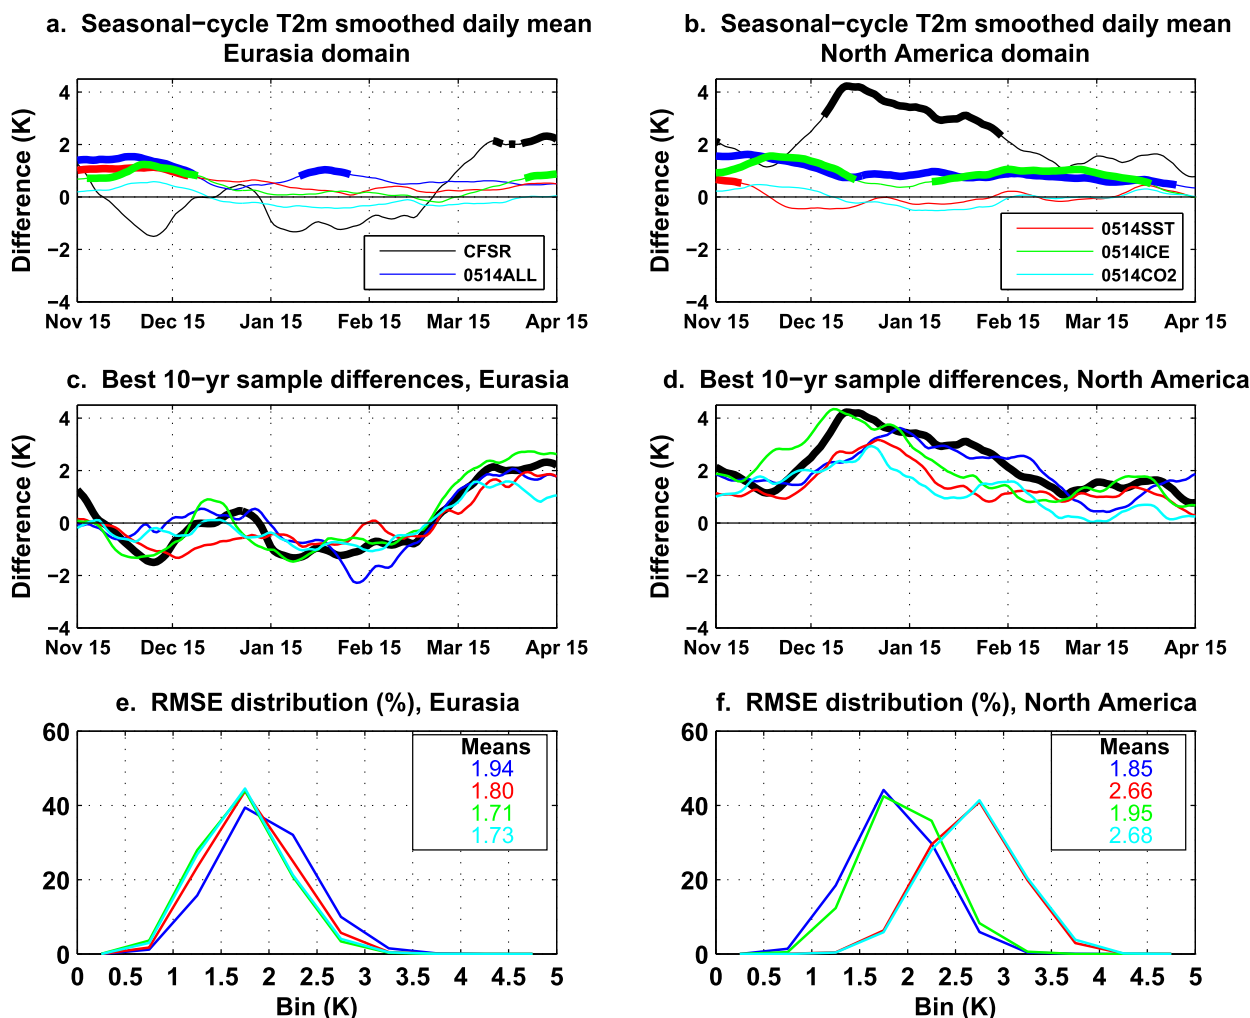 a. Seasonal−cycle T2m smoothed daily mean
Eurasia domain
b. Seasonal−cycle T2m smoothed daily mean
North America domain
Difference (K)
4
2
0
−2
−4
CFSR
0514ALL
Nov 15 Dec 15 Jan 15 Feb 15 Mar 15 Apr 15
Difference (K)
4
2
0
−2
−4
0514SST
0514ICE
0514CO2
Nov 15 Dec 15 Jan 15 Feb 15 Mar 15 Apr 15
c. Best 10−yr sample differences, Eurasia
Difference (K)
4
2
0
−2
−4
Nov 15 Dec 15 Jan 15 Feb 15 Mar 15 Apr 15
d. Best 10−yr sample differences, North America
Difference (K)
4
2
0
−2
−4
Nov 15 Dec 15 Jan 15 Feb 15 Mar 15 Apr 15
e. RMSE distribution (%), Eurasia
60
40
20
0
Means
1.94
1.80
1.71
1.73
0 0.5 1 1.5 2 2.5 3 3.5 4 4.5 5
Bin (K)
f. RMSE distribution (%), North America
60
40
20
0
Means
1.85
2.66
1.95
2.68
0 0.5 1 1.5 2 2.5 3 3.5 4 4.5 5
Bin (K)